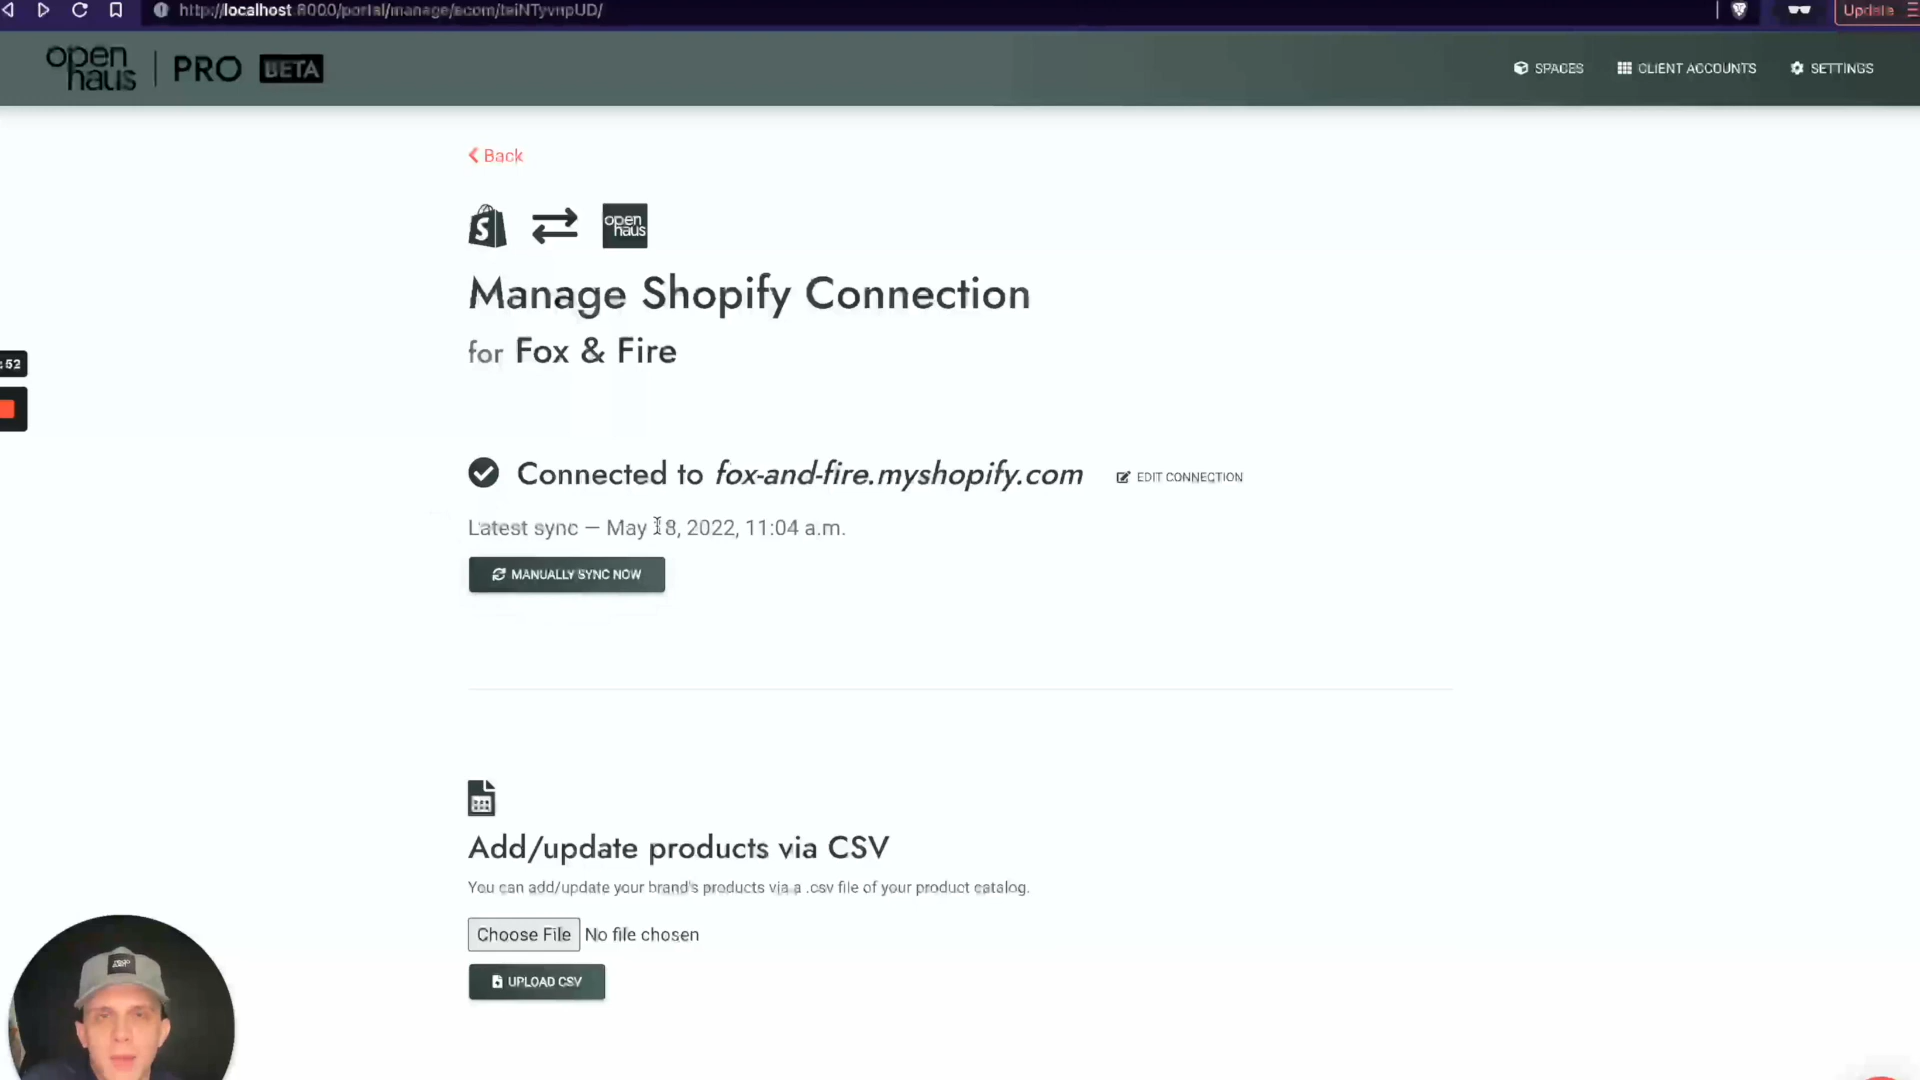 http://localhost:8000/portal/manage/ecom/
Update
open haus | PRO BETA
SPACES
CLIENT ACCOUNTS
SETTINGS
Back
open haus
Manage Shopify Connection
for Fox & Fire
:52
Connected to fox-and-fire.myshopify.com
EDIT CONNECTION
Latest sync — May 18, 2022, 11:04 a.m.
MANUALLY SYNC NOW
Add/update products via CSV
You can add/update your brand's products via a .csv file of your product catalog.
Choose File No file chosen
UPLOAD CSV